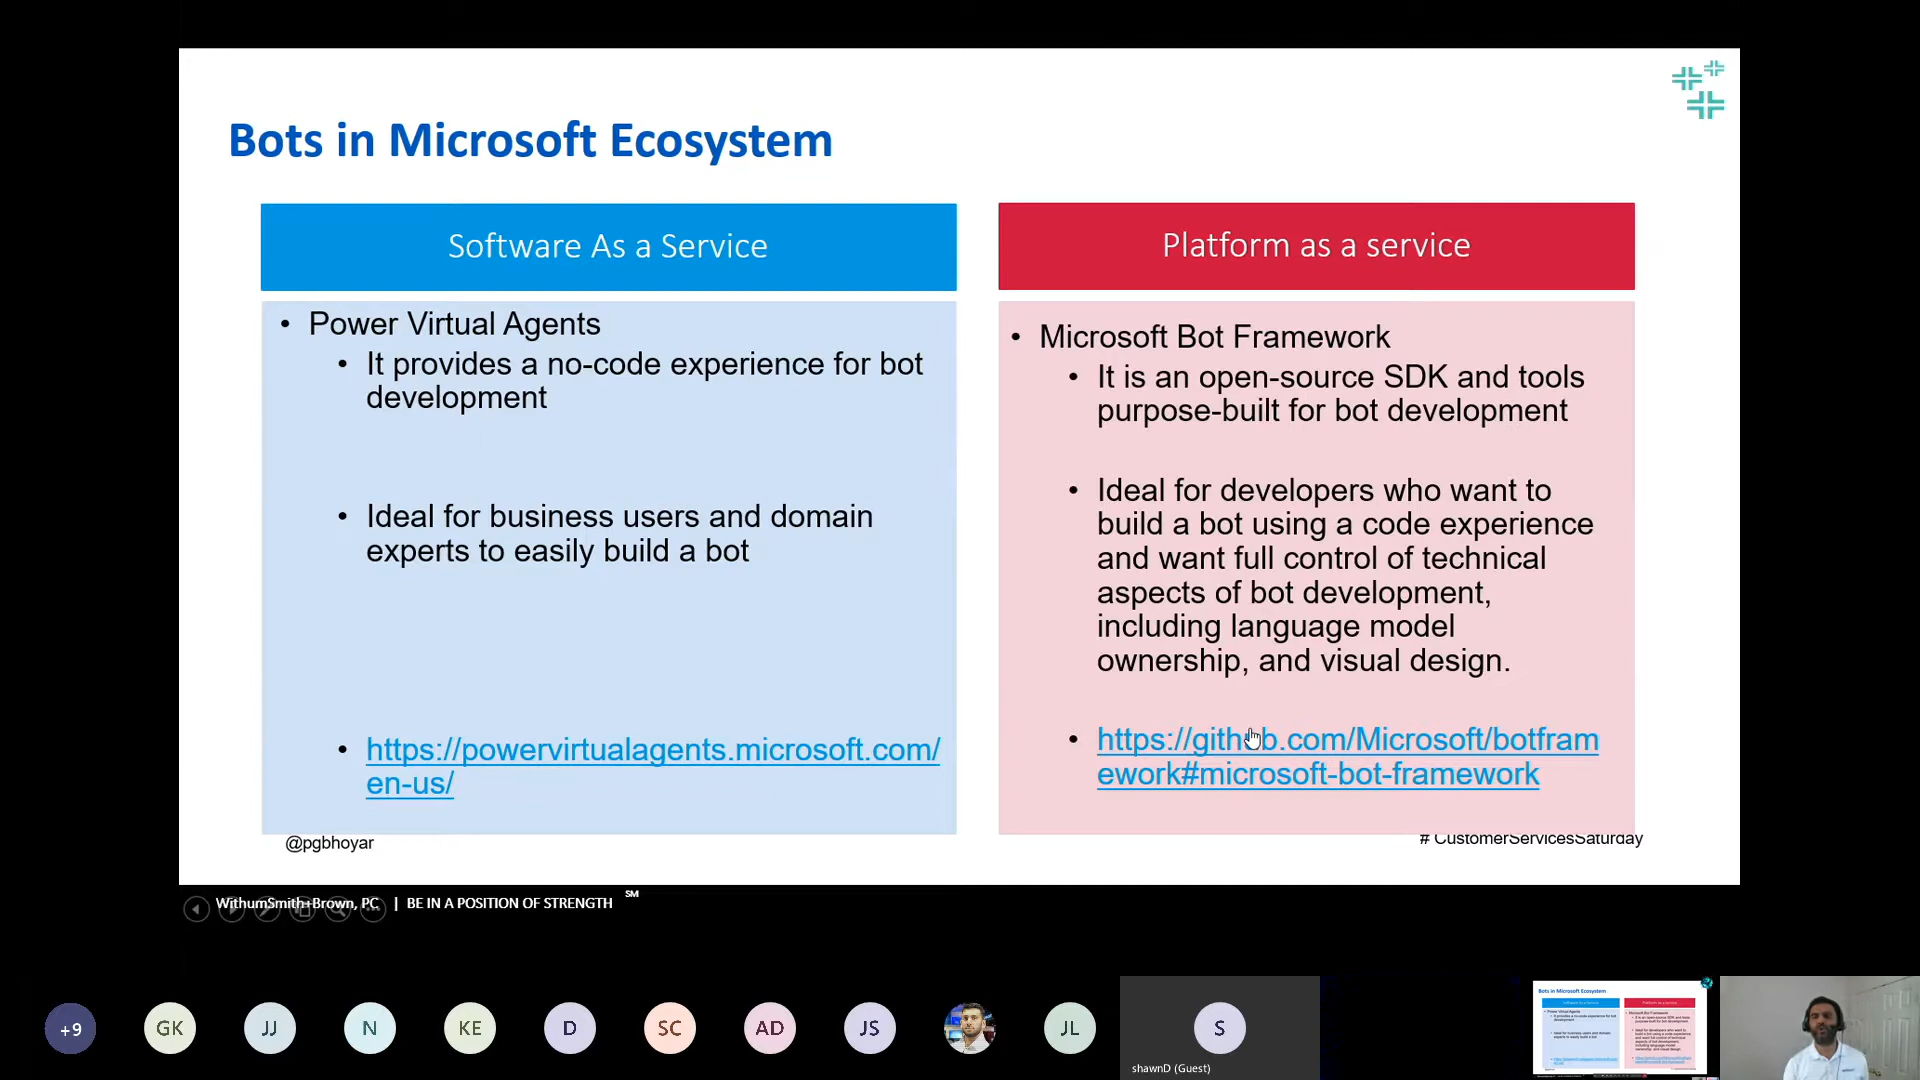 Bots in Microsoft Ecosystem
Software As a Service
• Power Virtual Agents
• It provides a no-code experience for bot
development
• Ideal for business users and domain
experts to easily build a bot
• https://powervirtualagents.microsoft.com/
en-us/
Platform as a service
• Microsoft Bot Framework
• It is an open-source SDK and tools
purpose-built for bot development
• Ideal for developers who want to
build a bot using a code experience
and want full control of technical
aspects of bot development,
including language model
ownership, and visual design.
• https://github.com/Microsoft/botfram
ework#microsoft-bot-framework
@pgbhoyar
# CustomerServicesSaturday
WithumSmith+Brown, PC | BE IN A POSITION OF STRENGTH SM
+9
GK
JJ
N
KE
D
SC
AD
JS
JL
S
shawnD (Guest)
Bots in Microsoft Ecosystem